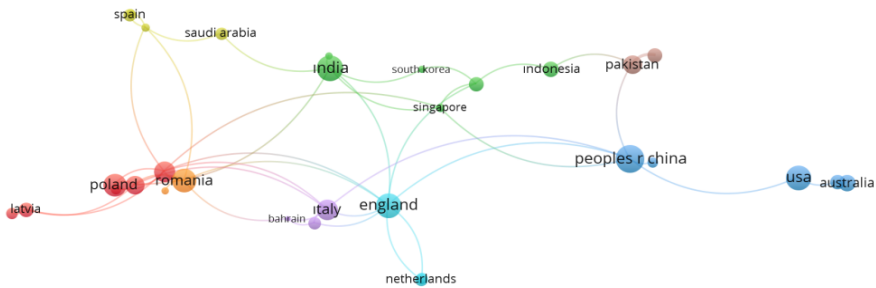 spain
saudi arabia
india
south korea
indonesia
pakistan
singapore
peoples r china
poland
romania
usa
australia
latvia
italy
england
bahrain
netherlands